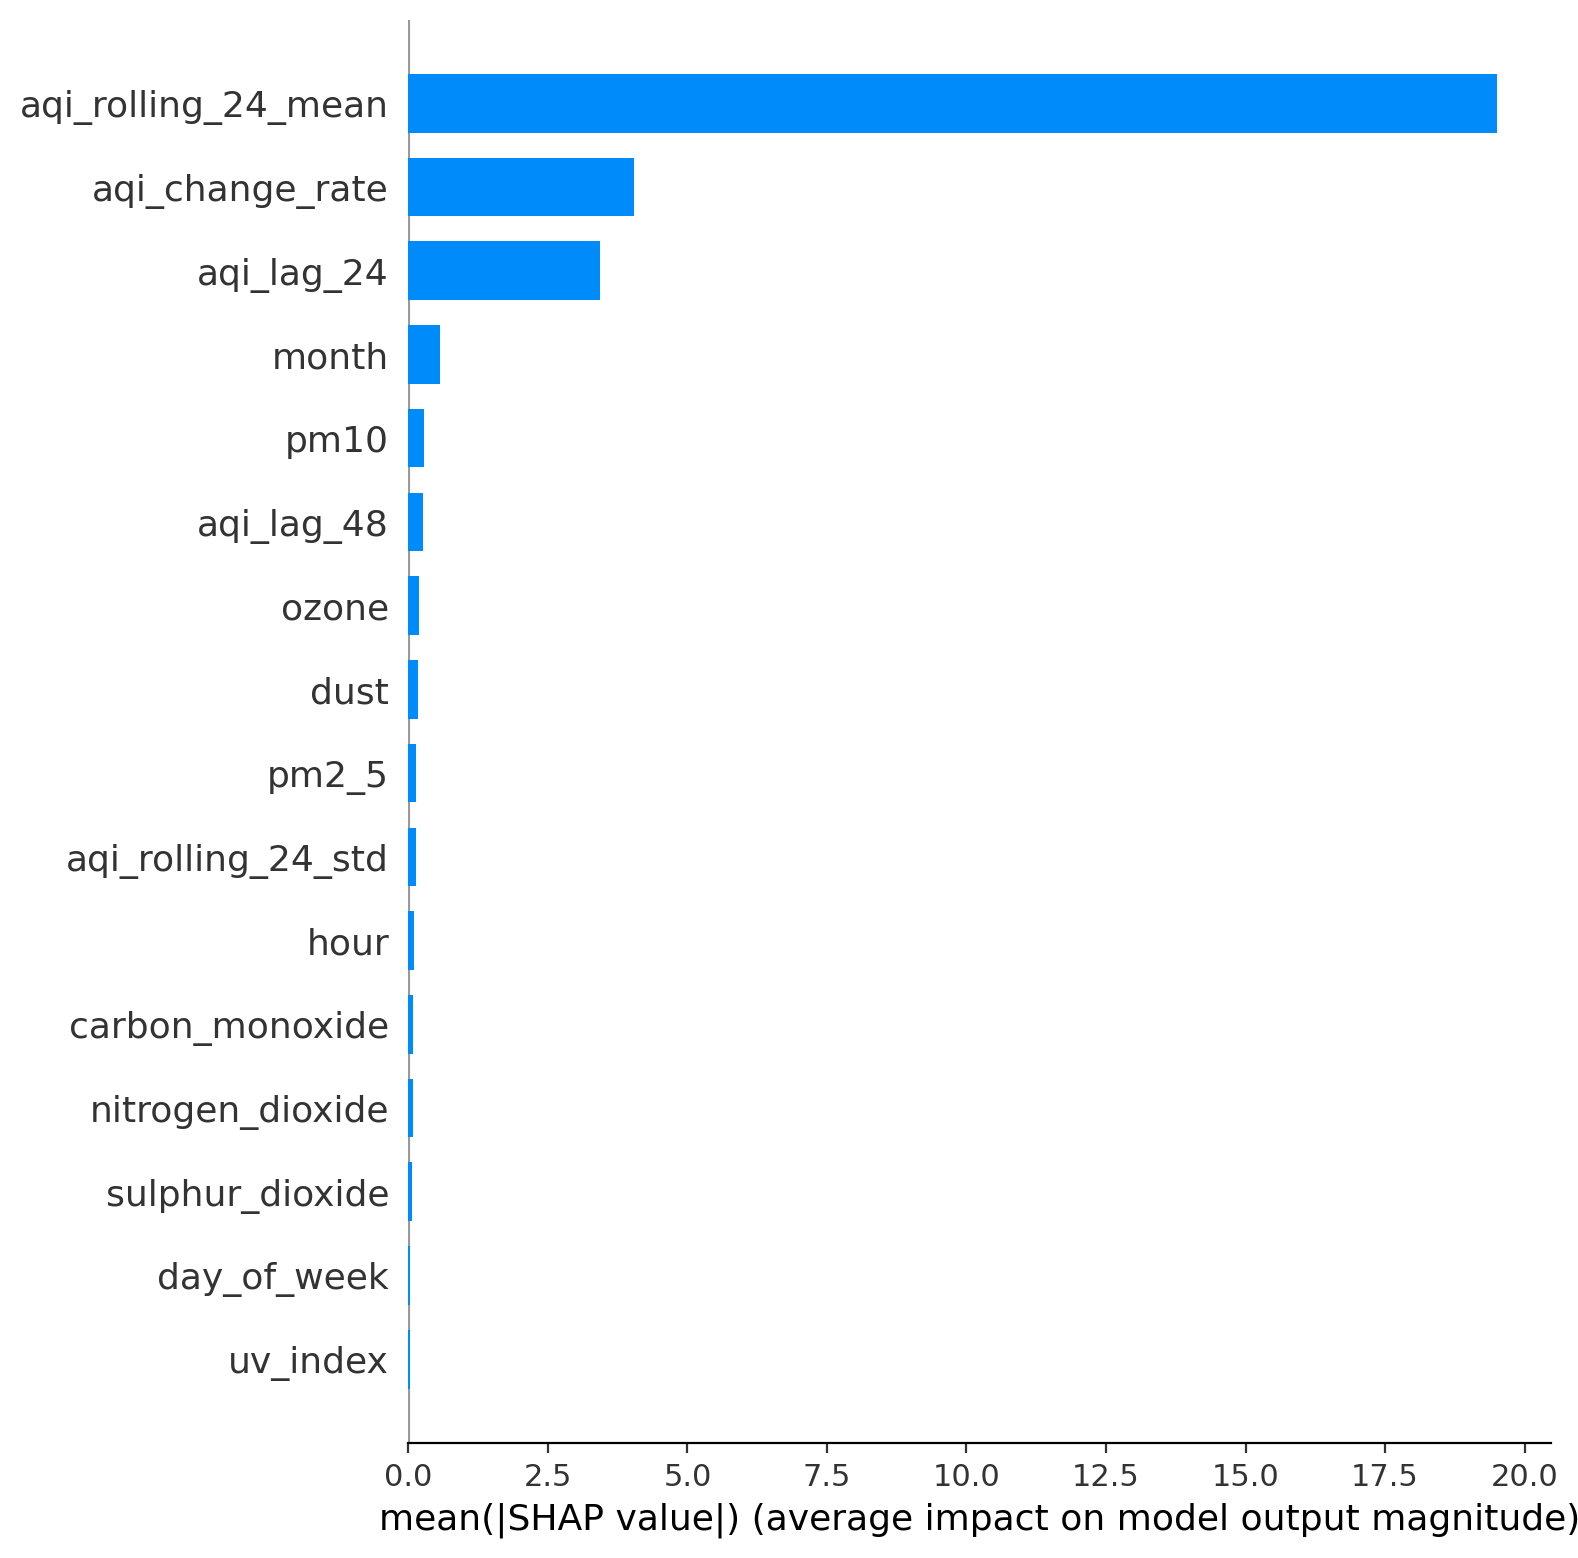 aqi_rolling_24_mean
aqi_change_rate
aqi_lag_24
month
pm10
aqi_lag_48
ozone
dust
pm2_5
aqi_rolling_24_std
hour
carbon_monoxide
nitrogen_dioxide
sulphur_dioxide
day_of_week
uv_index
0.0 2.5 5.0 7.5 10.0 12.5 15.0 17.5 20.0
mean(|SHAP value|) (average impact on model output magnitude)